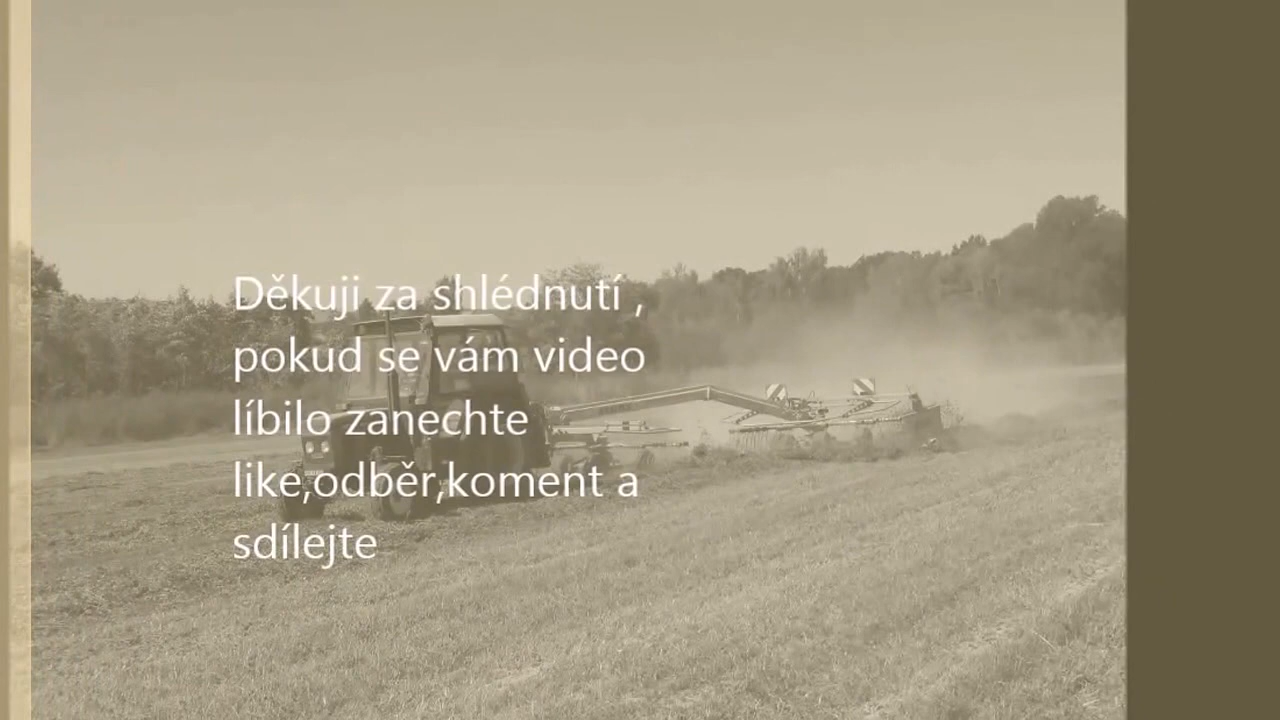 Děkuji za shlédnutí ,
pokud se vám video
líbilo zanechte
like,odběr,koment a
sdílejte